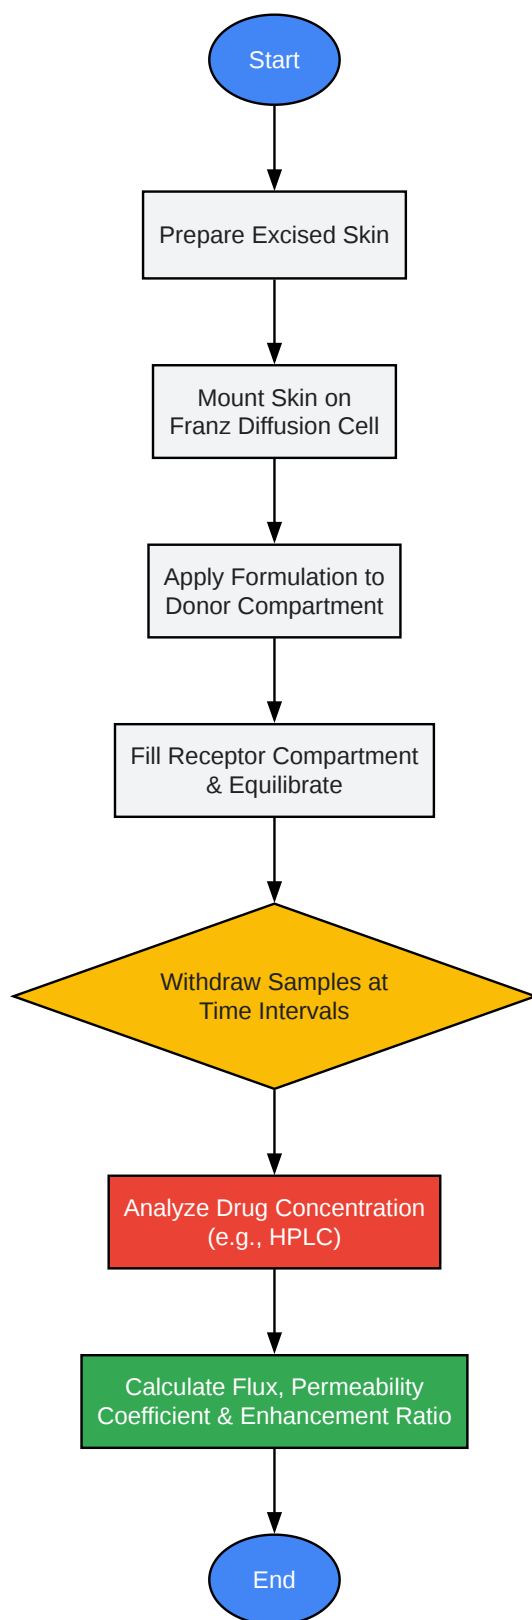 Start
Prepare Excised Skin
Mount Skin on
Franz Diffusion Cell
Apply Formulation to
Donor Compartment
Fill Receptor Compartment
& Equilibrate
Withdraw Samples at
Time Intervals
Analyze Drug Concentration
(e.g., HPLC)
Calculate Flux, Permeability
Coefficient & Enhancement Ratio
End